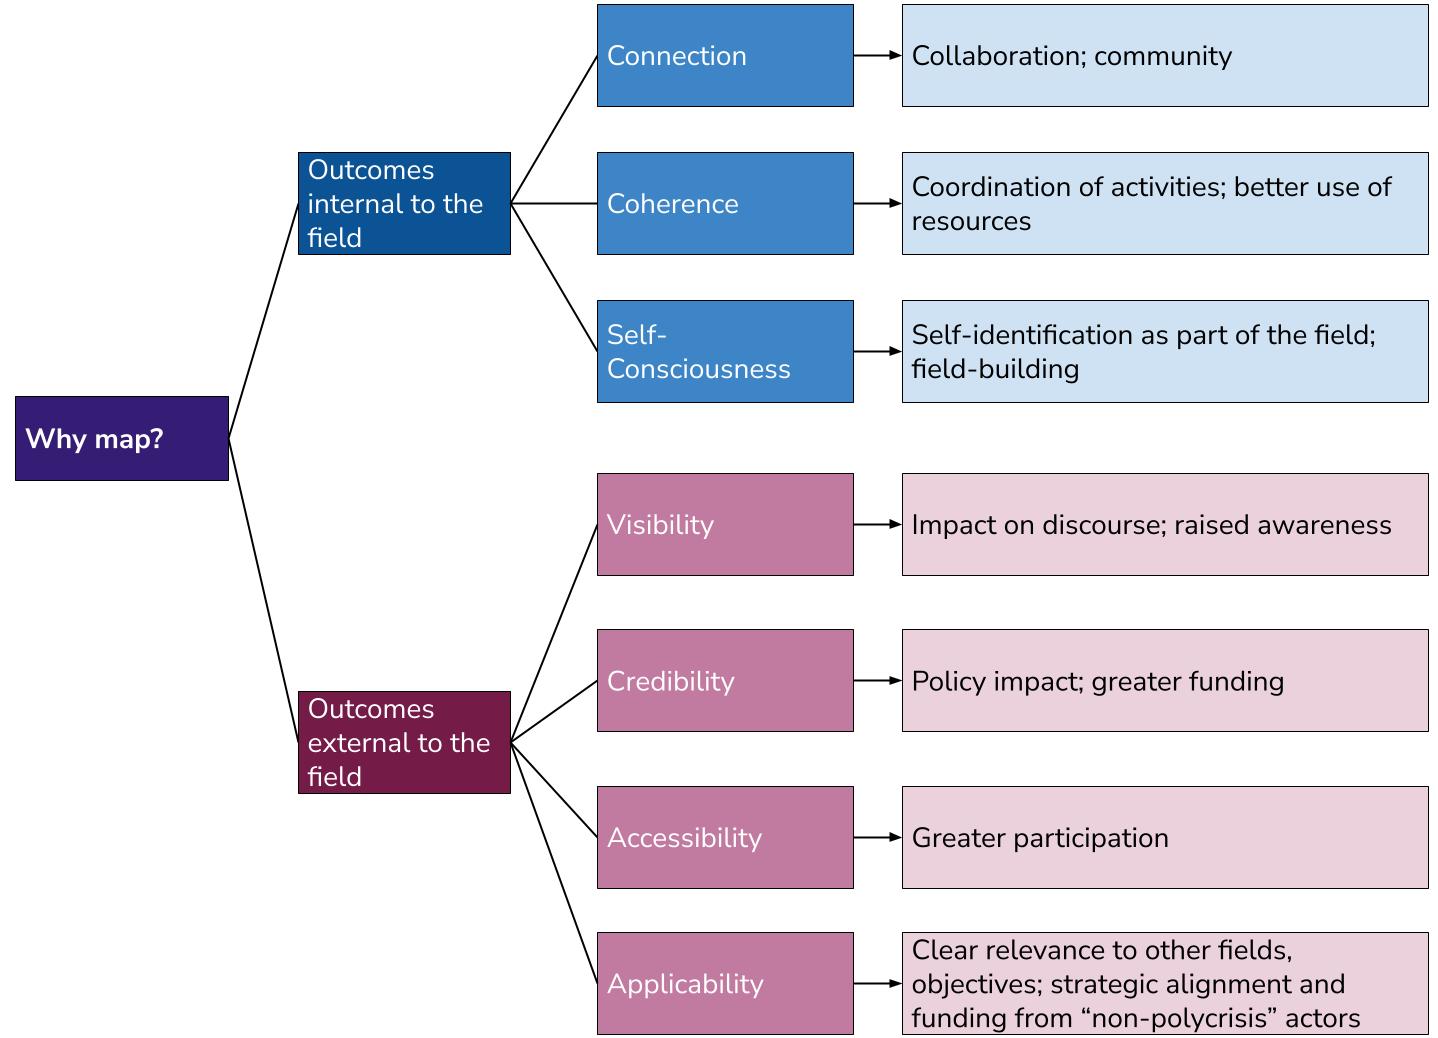 Why map?
Outcomes
internal to the
field
Connection
Collaboration; community
Coherence
Coordination of activities; better use of
resources
Self-
Consciousness
Self-identification as part of the field;
field-building
Outcomes
external to the
field
Visibility
Impact on discourse; raised awareness
Credibility
Policy impact; greater funding
Accessibility
Greater participation
Applicability
Clear relevance to other fields,
objectives; strategic alignment and
funding from “non-polycrisis” actors